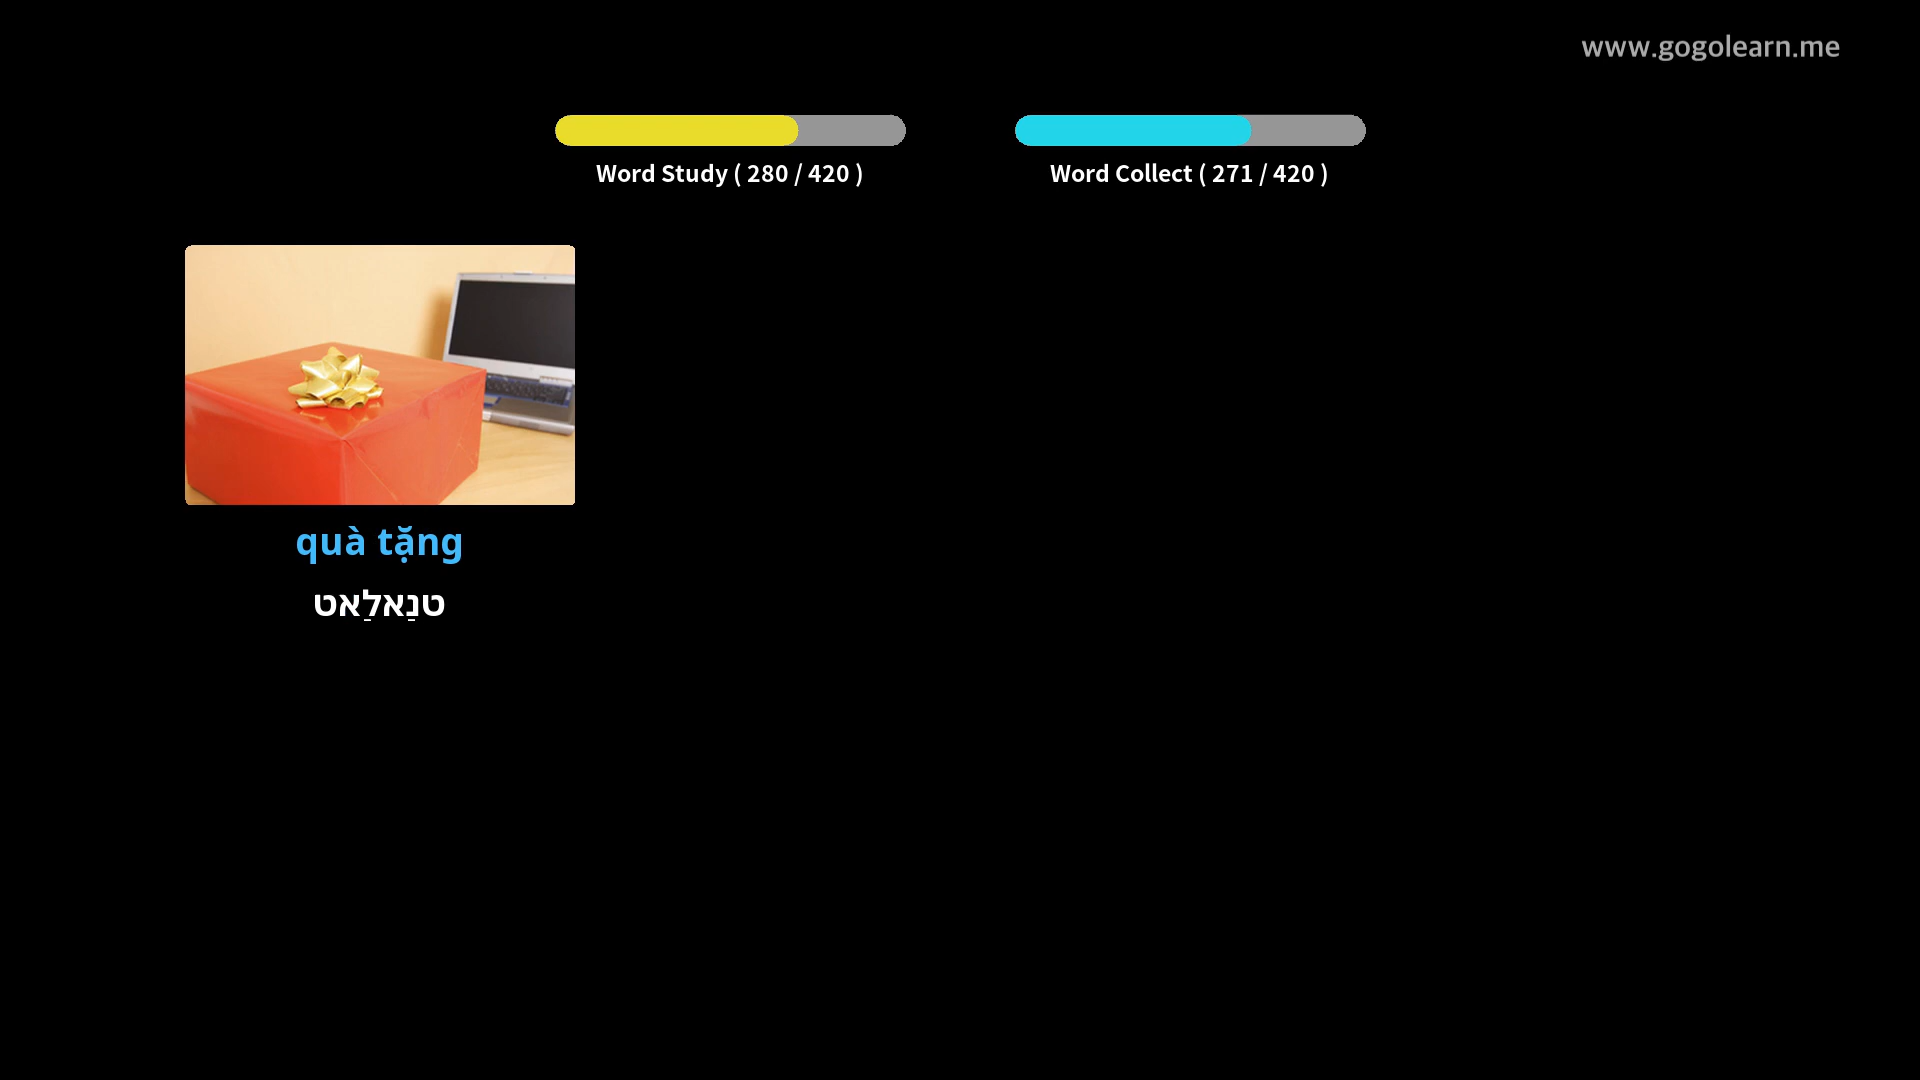 www.gogolearn.me
Word Study ( 280 / 420 )
Word Collect ( 271 / 420 )
quà tặng
טנַאלַאט